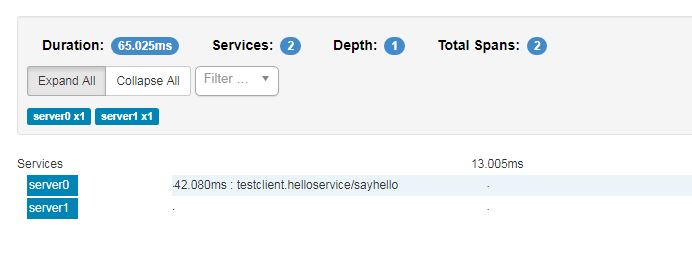 Duration: 65.025ms Services: 2 Depth: 1 Total Spans: 2
Expand All Collapse All Filter ...
server0 x1 server1 x1
Services 13.005ms
server0 ·42.080ms : testclient.helloservice/sayhello ·
server1 · ·